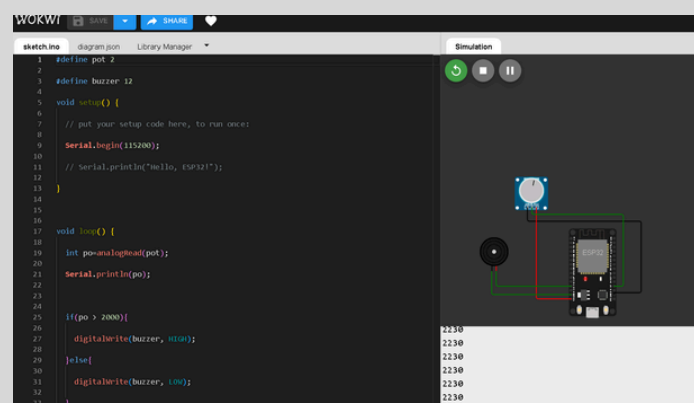 WOKWI SAVE SHARE
sketch.ino diagram.json Library Manager
Simulation
1 #define pot 2
2
3 #define buzzer 12
4
5 void setup() {
6
7 // put your setup code here, to run once:
8
9 Serial.begin(115200);
10
11 // Serial.println("Hello, ESP32!");
12
13 }
14
15
16
17 void loop() {
18
19 int po=analogRead(pot);
20
21 Serial.println(po);
22
23
24
25 if(po > 2000){
26
27 digitalWrite(buzzer, HIGH);
28
29 }else{
30
31 digitalWrite(buzzer, LOW);
32
ESP32
2230
2230
2230
2230
2230
2230